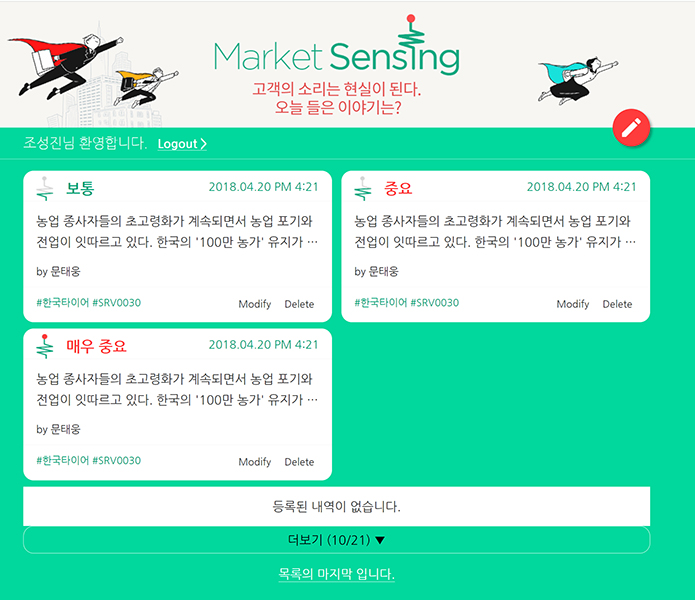 Market Sensing
고객의 소리는 현실이 된다.
오늘 들은 이야기는?
조성진님 환영합니다. Logout >
보통 2018.04.20 PM 4:21
농업 종사자들의 초고령화가 계속되면서 농업 포기와
전업이 잇따르고 있다. 한국의 '100만 농가' 유지가 ...
by 문태웅
#한국타이어 #SRV0030 Modify Delete
중요 2018.04.20 PM 4:21
농업 종사자들의 초고령화가 계속되면서 농업 포기와
전업이 잇따르고 있다. 한국의 '100만 농가' 유지가 ...
by 문태웅
#한국타이어 #SRV0030 Modify Delete
매우 중요 2018.04.20 PM 4:21
농업 종사자들의 초고령화가 계속되면서 농업 포기와
전업이 잇따르고 있다. 한국의 '100만 농가' 유지가 ...
by 문태웅
#한국타이어 #SRV0030 Modify Delete
등록된 내역이 없습니다.
더보기 (10/21) ▼
목록의 마지막 입니다.